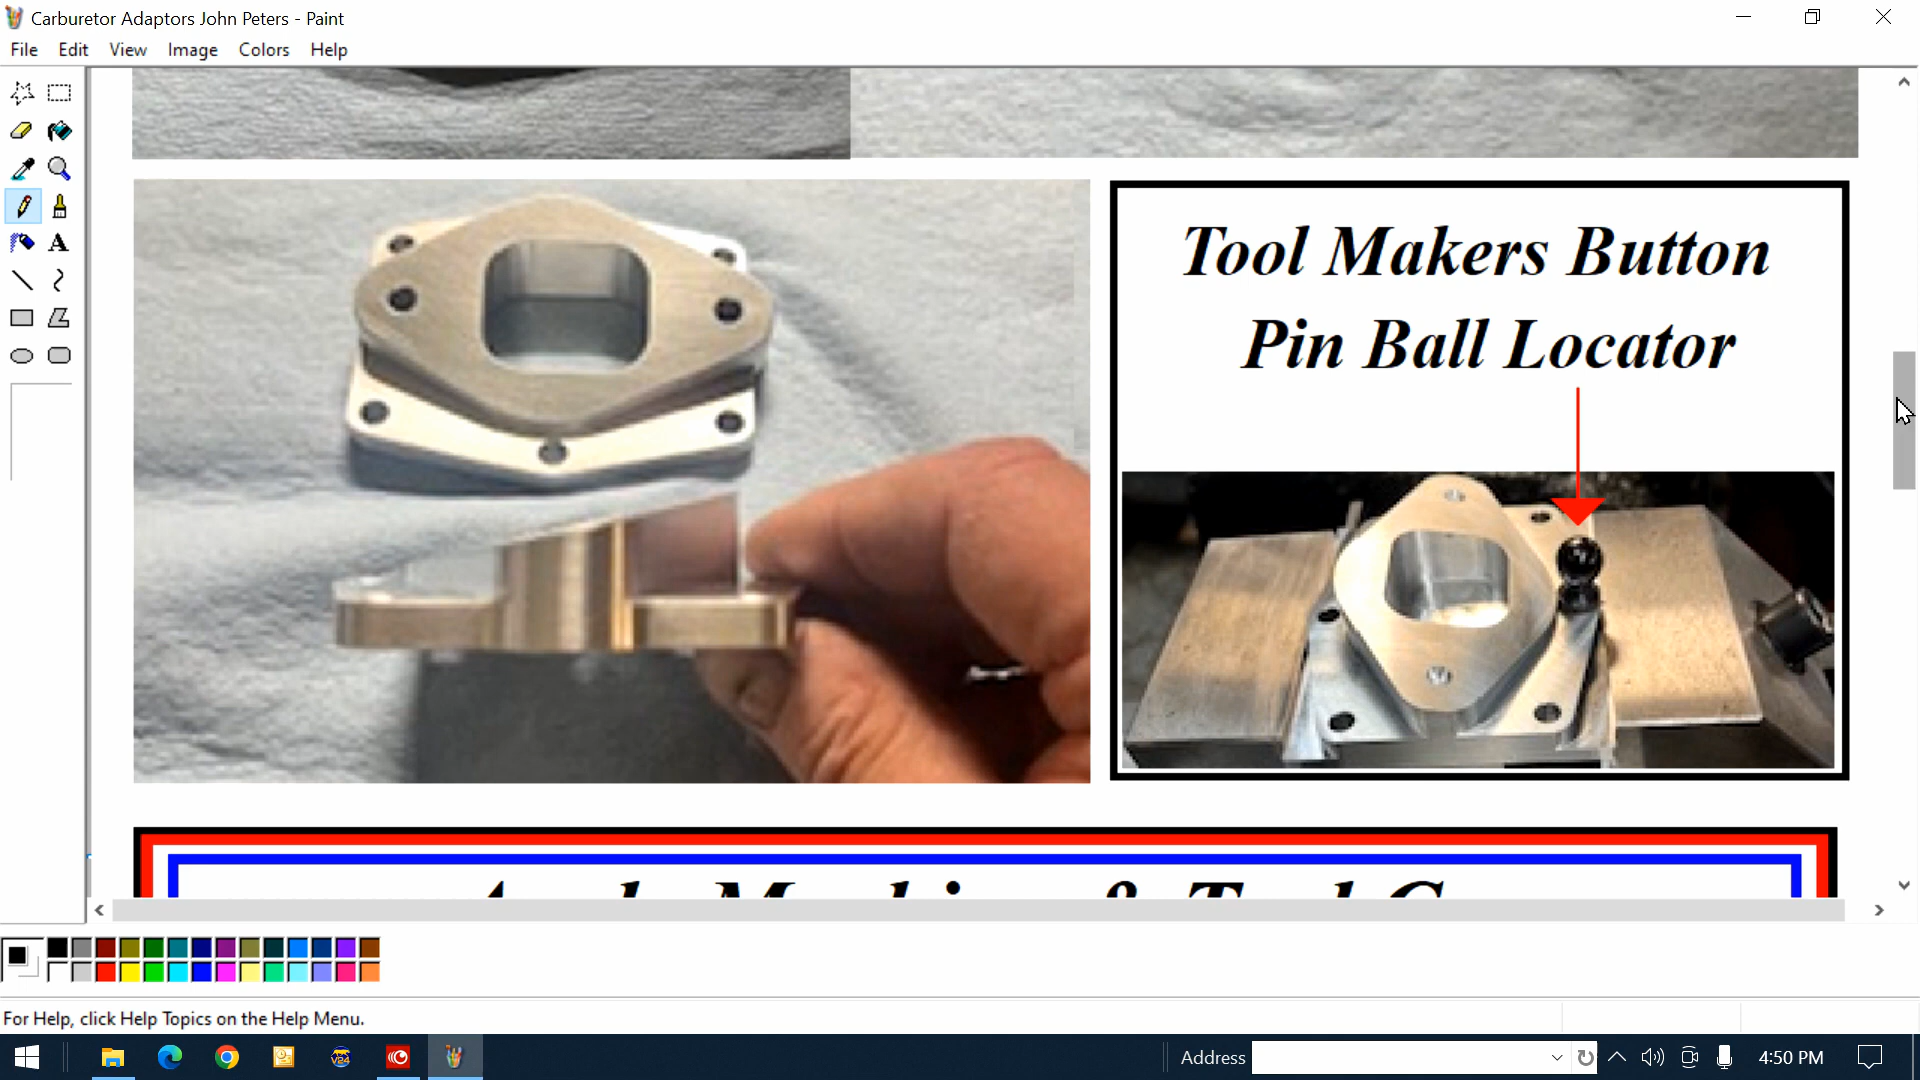 Carburetor Adaptors John Peters - Paint
File Edit View Image Colors Help
A
Tool Makers Button
Pin Ball Locator
For Help, click Help Topics on the Help Menu.
V24
Address
4:50 PM